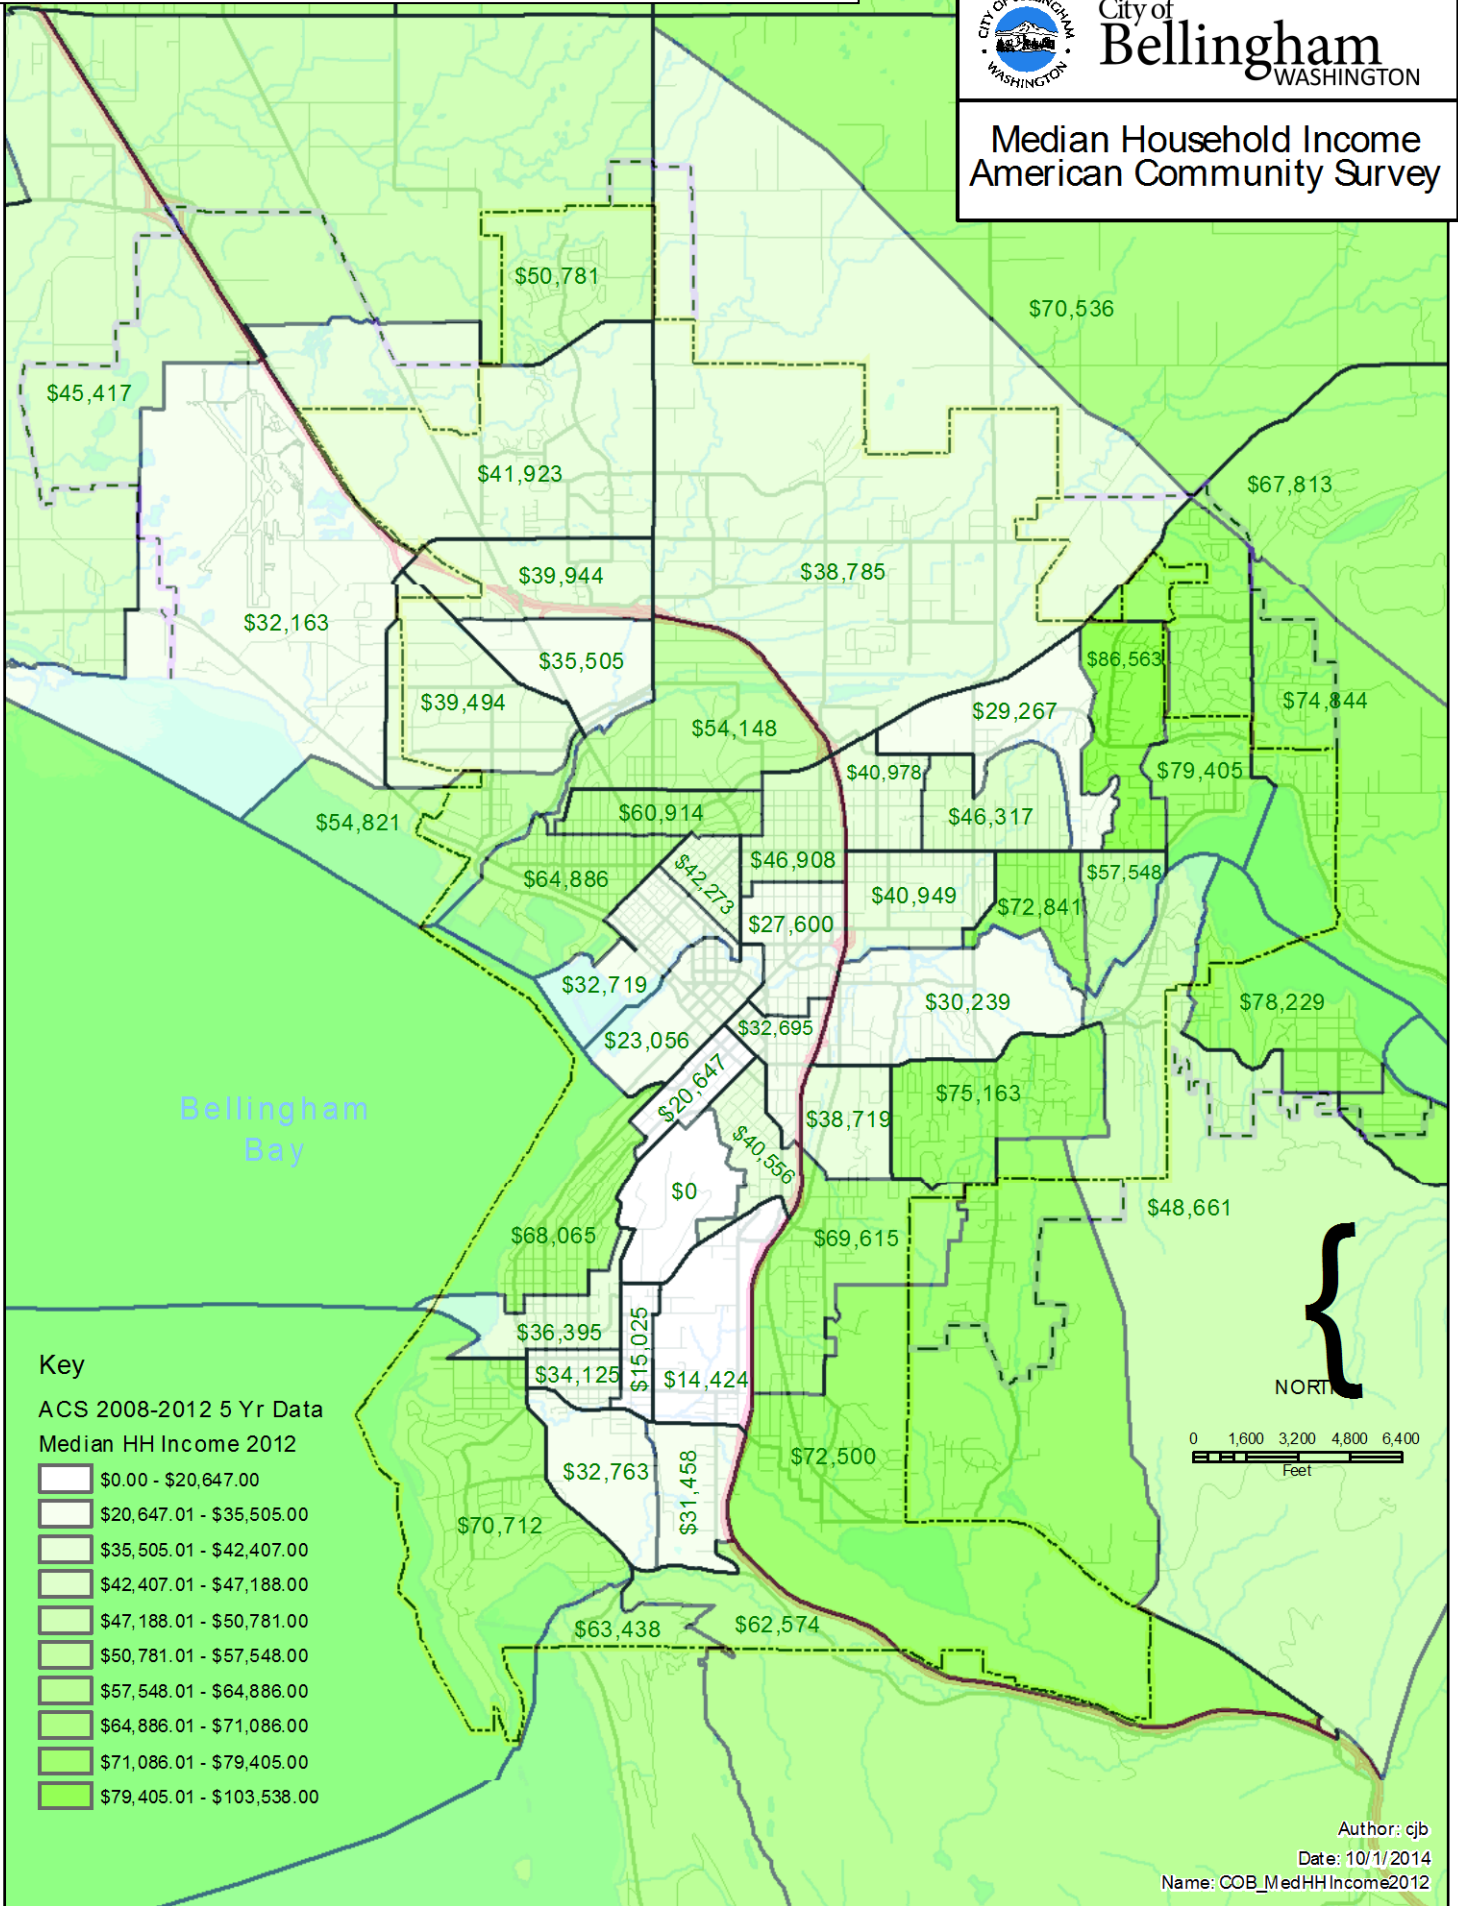 CITY OF BELLINGHAM
WASHINGTON
City of
Bellingham
WASHINGTON
Median Household Income
American Community Survey
$50,781
$70,536
$45,417
$41,923
$67,813
$39,944
$38,785
$32,163
$35,505
$86,563
$39,494
$74,844
$29,267
$54,148
$40,978
$79,405
$60,914
$46,317
$54,821
$46,908
$42,273
$57,548
$64,886
$40,949
$72,841
$27,600
$32,719
$30,239
$78,229
$32,695
$23,056
$20,647
$75,163
Bellingham
Bay
$38,719
$40,556
$0
$48,661
$68,065
$69,615
$36,395
$15,025
$34,125
$14,424
NORTH
$72,500
$32,763
$31,458
$70,712
$63,438
$62,574
0 1,600 3,200 4,800 6,400
Feet
Key
ACS 2008-2012 5 Yr Data
Median HH Income 2012
$0.00 - $20,647.00
$20,647.01 - $35,505.00
$35,505.01 - $42,407.00
$42,407.01 - $47,188.00
$47,188.01 - $50,781.00
$50,781.01 - $57,548.00
$57,548.01 - $64,886.00
$64,886.01 - $71,086.00
$71,086.01 - $79,405.00
$79,405.01 - $103,538.00
Author: cjb
Date: 10/1/2014
Name: COB_MedHHIncome2012